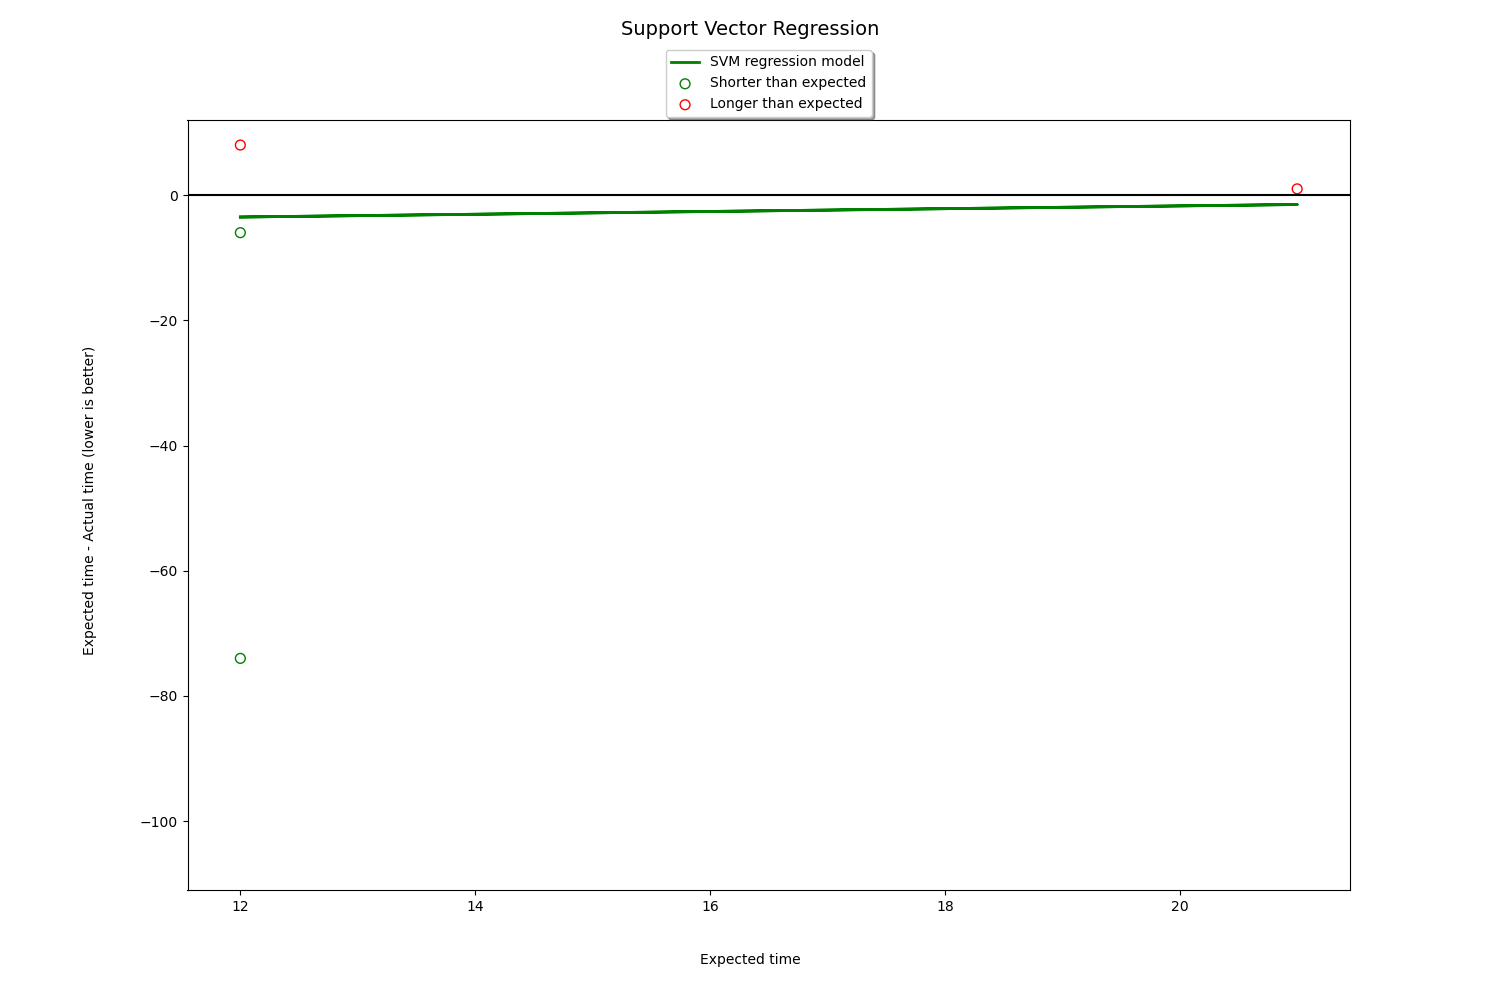 Support Vector Regression
SVM regression model
Shorter than expected
Longer than expected
0
−20
−40
−60
−80
−100
Expected time - Actual time (lower is better)
12
14
16
18
20
Expected time